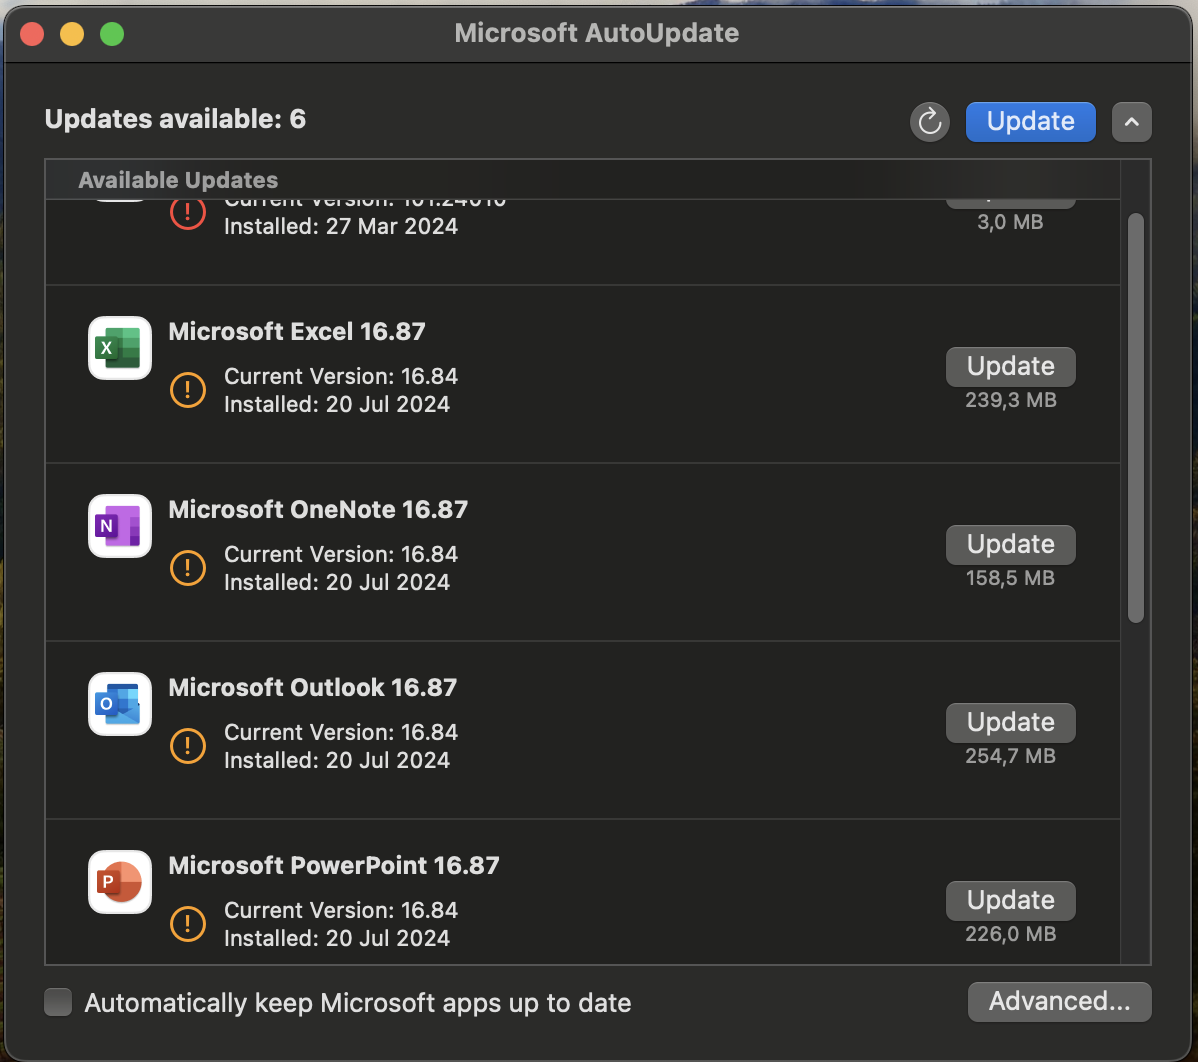 Microsoft AutoUpdate
Updates available: 6
Update
Available Updates
Current Version: 101.24010
Installed: 27 Mar 2024
3,0 MB
Microsoft Excel 16.87
Current Version: 16.84
Installed: 20 Jul 2024
Update
239,3 MB
Microsoft OneNote 16.87
Current Version: 16.84
Installed: 20 Jul 2024
Update
158,5 MB
Microsoft Outlook 16.87
Current Version: 16.84
Installed: 20 Jul 2024
Update
254,7 MB
Microsoft PowerPoint 16.87
Current Version: 16.84
Installed: 20 Jul 2024
Update
226,0 MB
Automatically keep Microsoft apps up to date
Advanced...